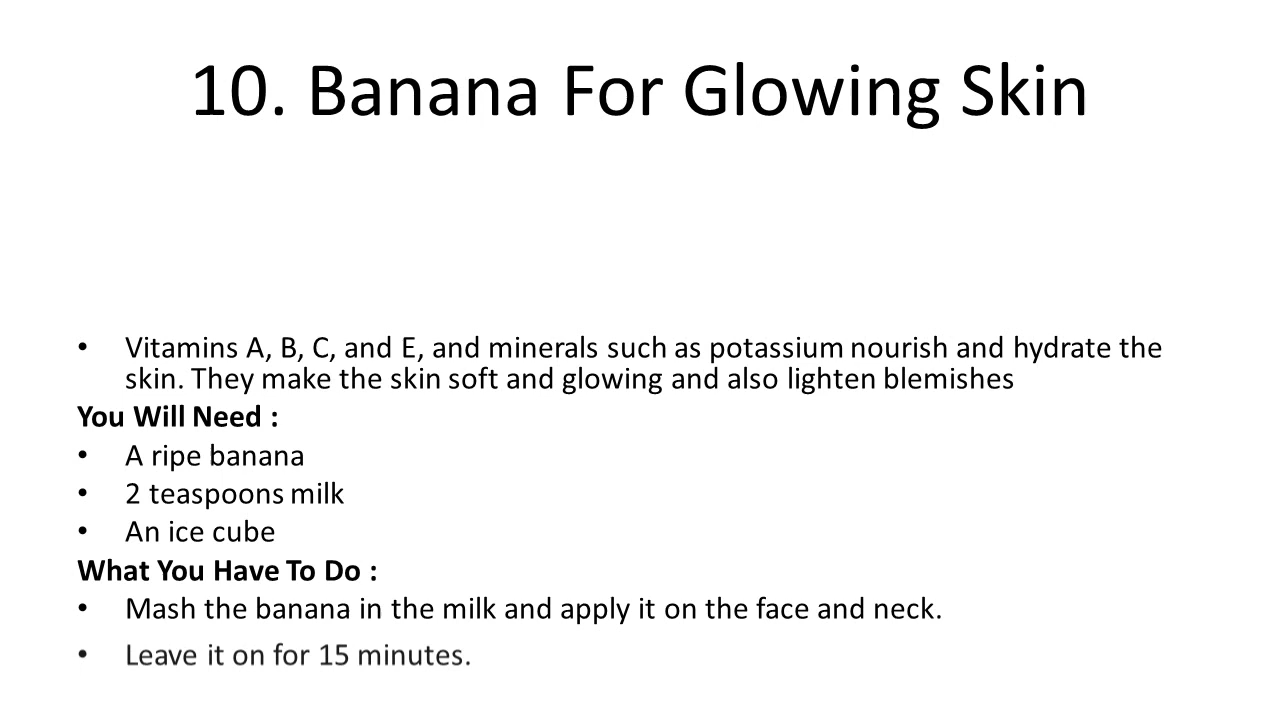 10. Banana For Glowing Skin
• Vitamins A, B, C, and E, and minerals such as potassium nourish and hydrate the
skin. They make the skin soft and glowing and also lighten blemishes
You Will Need :
• A ripe banana
• 2 teaspoons milk
• An ice cube
What You Have To Do :
• Mash the banana in the milk and apply it on the face and neck.
• Leave it on for 15 minutes.